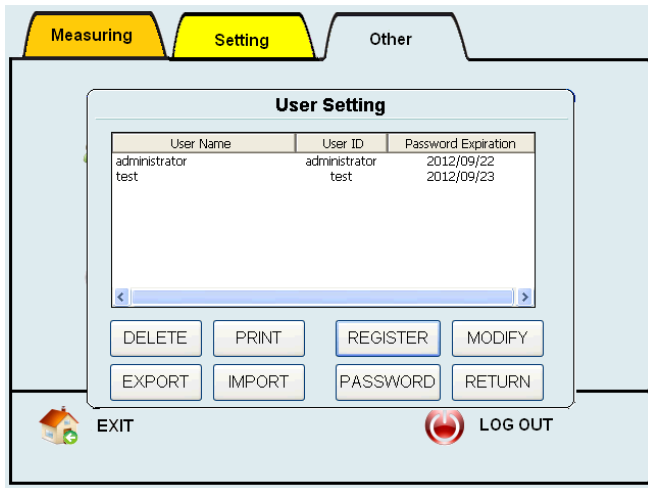 Measuring Setting Other
User Setting
User Name User ID Password Expiration
administrator administrator 2012/09/22
test test 2012/09/23
DELETE PRINT REGISTER MODIFY
EXPORT IMPORT PASSWORD RETURN
EXIT LOG OUT